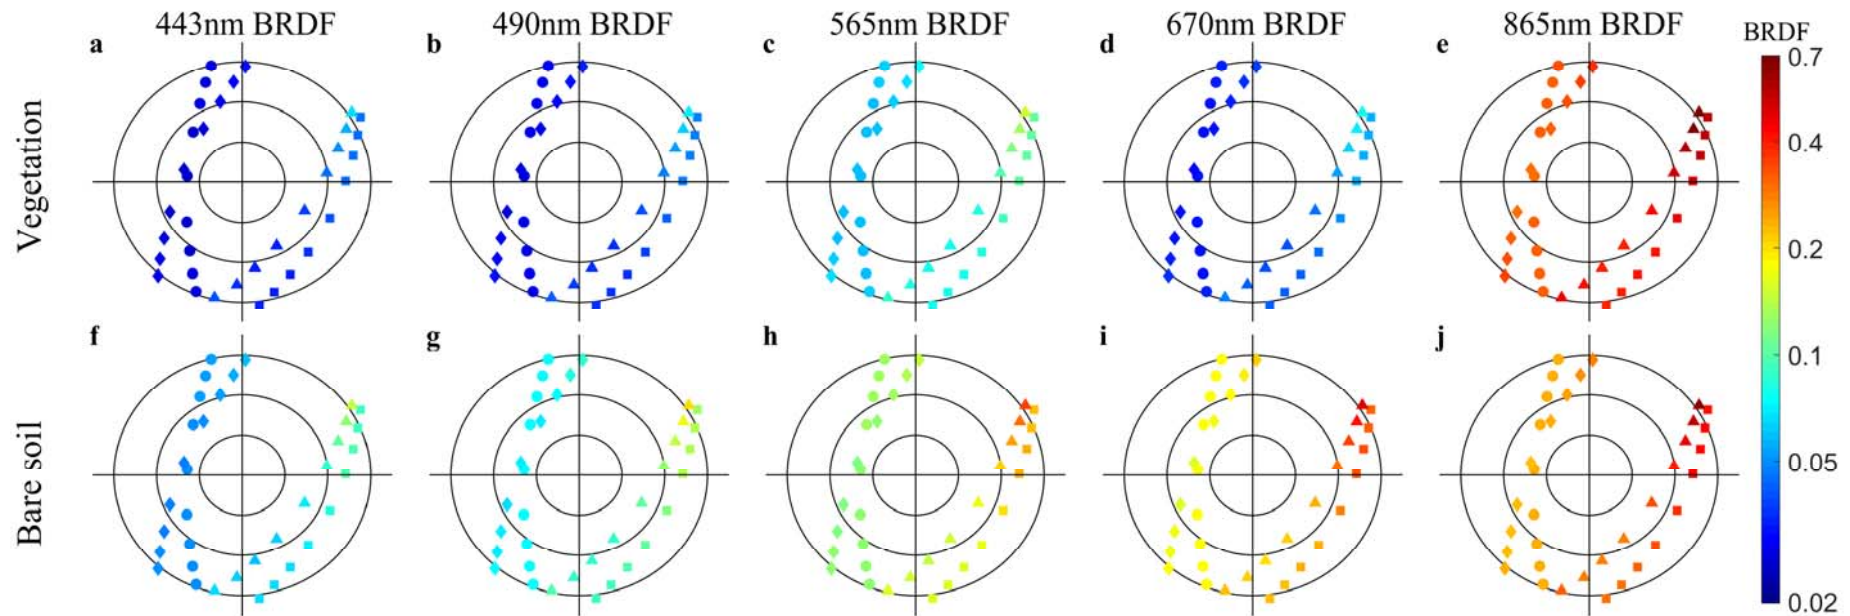 443nm BRDF
490nm BRDF
565nm BRDF
670nm BRDF
865nm BRDF
BRDF
a
b
c
d
e
0.7
0.4
0.2
0.1
0.05
0.02
Vegetation
f
g
h
i
j
Bare soil